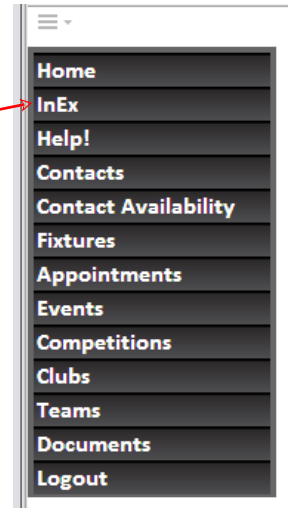 Home
InEx
Help!
Contacts
Contact Availability
Fixtures
Appointments
Events
Competitions
Clubs
Teams
Documents
Logout